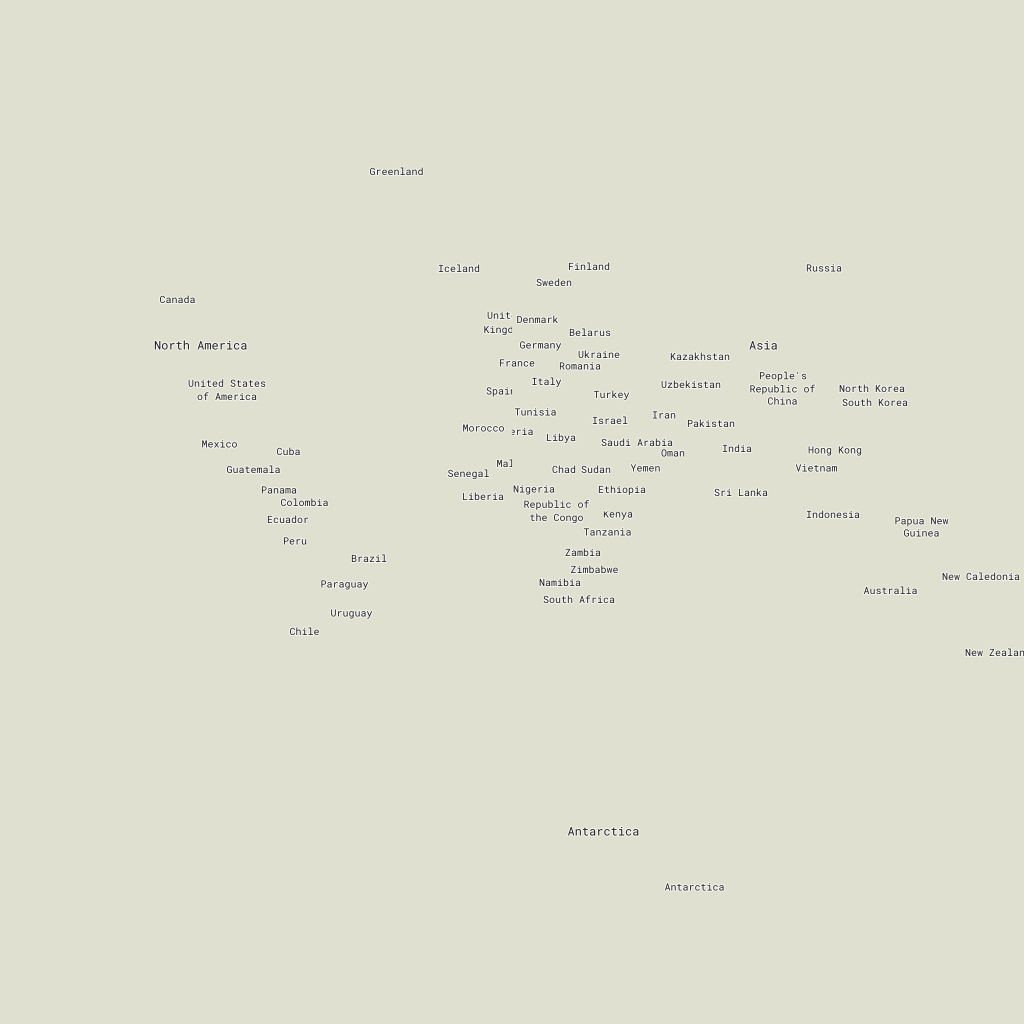 Greenland
Iceland
Finland
Russia
Sweden
Canada
Unit
Denmark
Kingd
Belarus
North America
Germany
Asia
Ukraine
Kazakhstan
France
Romania
People's
Republic of
China
Italy
United States
of America
Uzbekistan
North Korea
Spain
Turkey
South Korea
Tunisia
Iran
Israel
Pakistan
Morocco
eria
Libya
Mexico
Saudi Arabia
India
Hong Kong
Cuba
Oman
Mal
Guatemala
Senegal
Chad Sudan
Yemen
Vietnam
Panama
Nigeria
Ethiopia
Sri Lanka
Liberia
Colombia
Republic of
the Congo
Kenya
Indonesia
Ecuador
Papua New
Guinea
Tanzania
Peru
Zambia
Brazil
Zimbabwe
New Caledonia
Namibia
Paraguay
Australia
South Africa
Uruguay
Chile
New Zealan
Antarctica
Antarctica